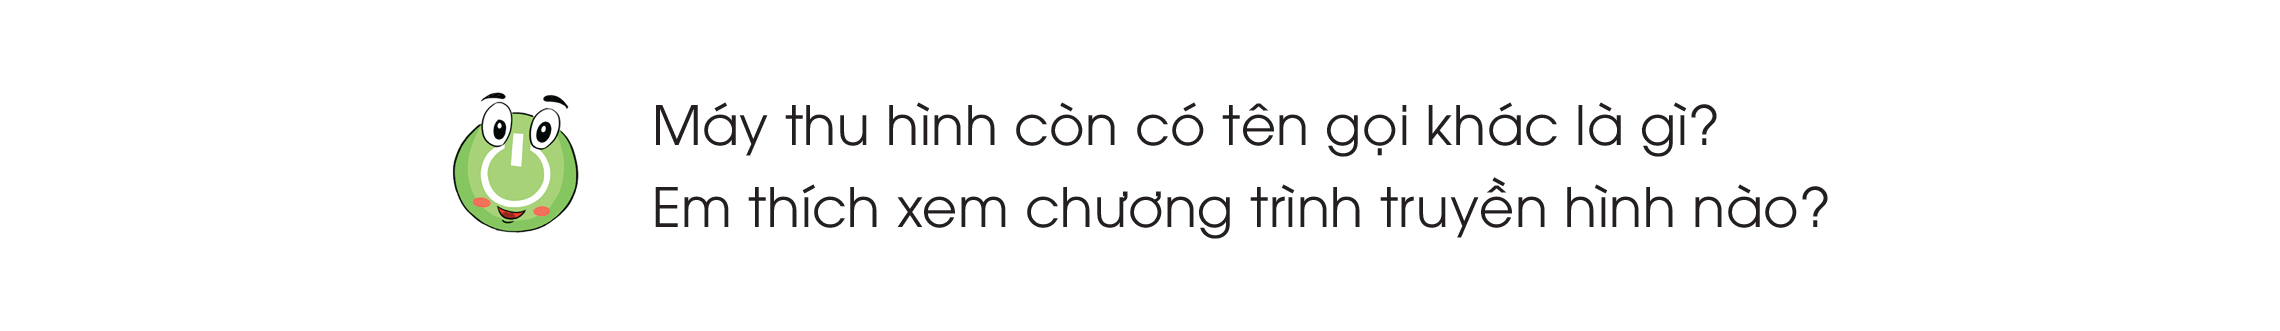 Máy thu hình còn có tên gọi khác là gì?
Em thích xem chương trình truyền hình nào?